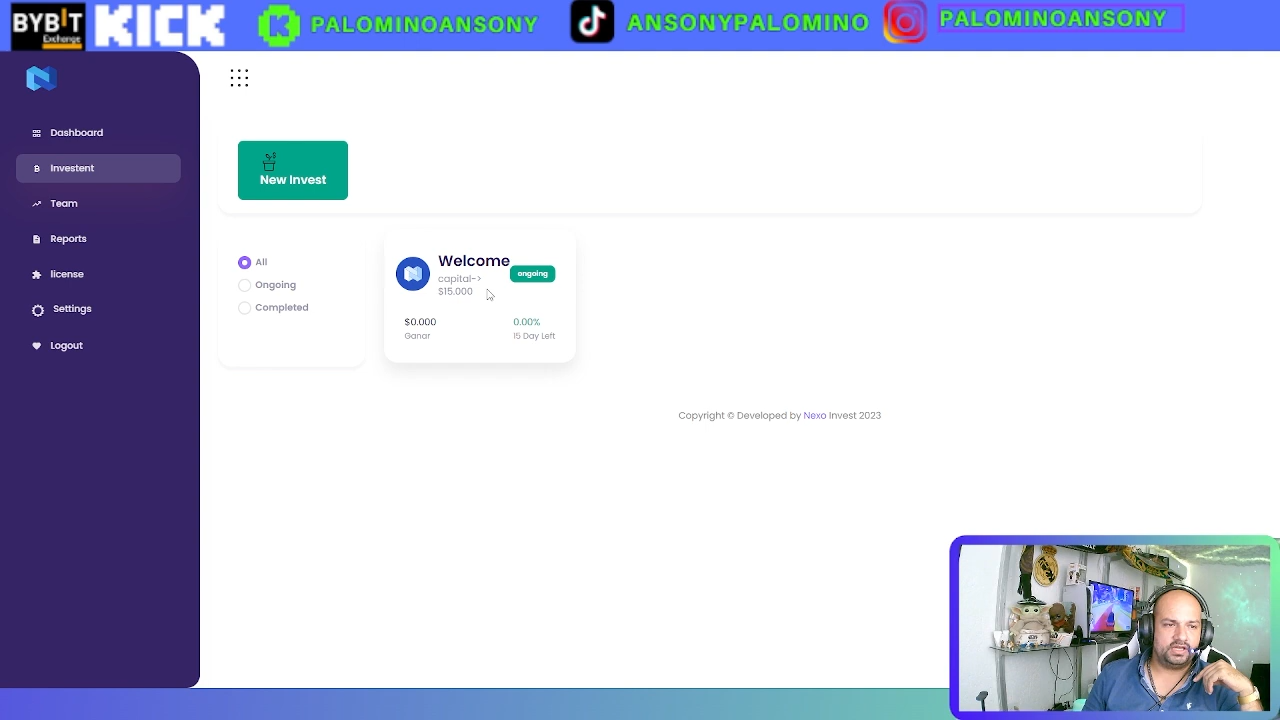 BYBIT
Exchange
KICK
PALOMINOANSONY
ANSONYPALOMINO
PALOMINOANSONY
Dashboard
Investent
Team
Reports
license
Settings
Logout
New Invest
All
Ongoing
Completed
Welcome
capital->
$15.000
ongoing
$0.000
0.00%
Ganar
15 Day Left
Copyright © Developed by Nexo Invest 2023